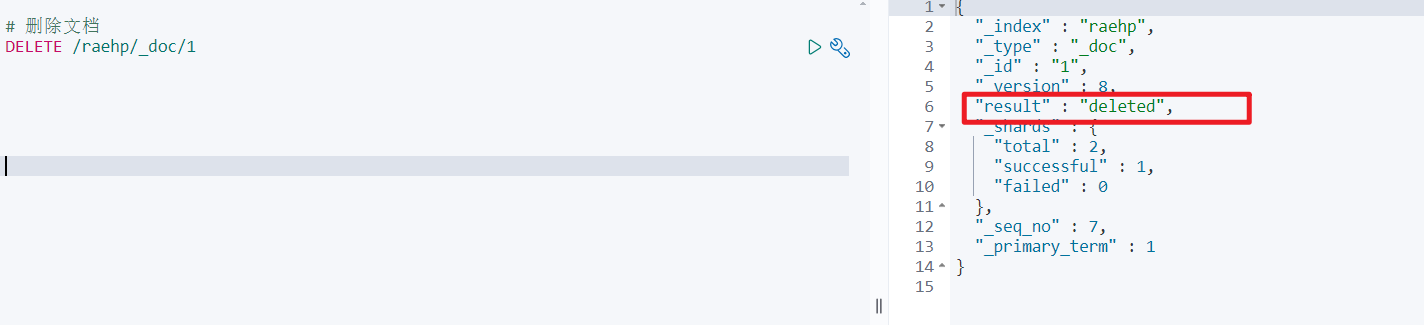 # 删除文档
DELETE /raehp/_doc/1
1 {
2 "_index" : "raehp",
3 "_type" : "_doc",
4 "_id" : "1",
5 "_version" : 8,
6 "result" : "deleted",
7 "_shards" : {
8 "total" : 2,
9 "successful" : 1,
10 "failed" : 0
11 },
12 "_seq_no" : 7,
13 "_primary_term" : 1
14 }
15